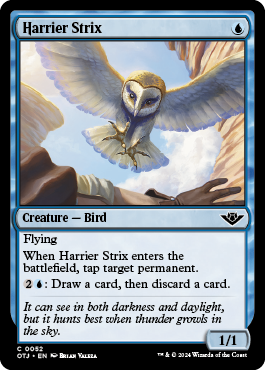 Harrier Strix
Creature — Bird
Flying
When Harrier Strix enters the
battlefield, tap target permanent.
2: Draw a card, then discard a card.
It can see in both darkness and daylight,
but it hunts best when thunder growls in
the sky.
1/1
C 0052
OTJ • EN Brian Valeza
™ & © 2024 Wizards of the Coast